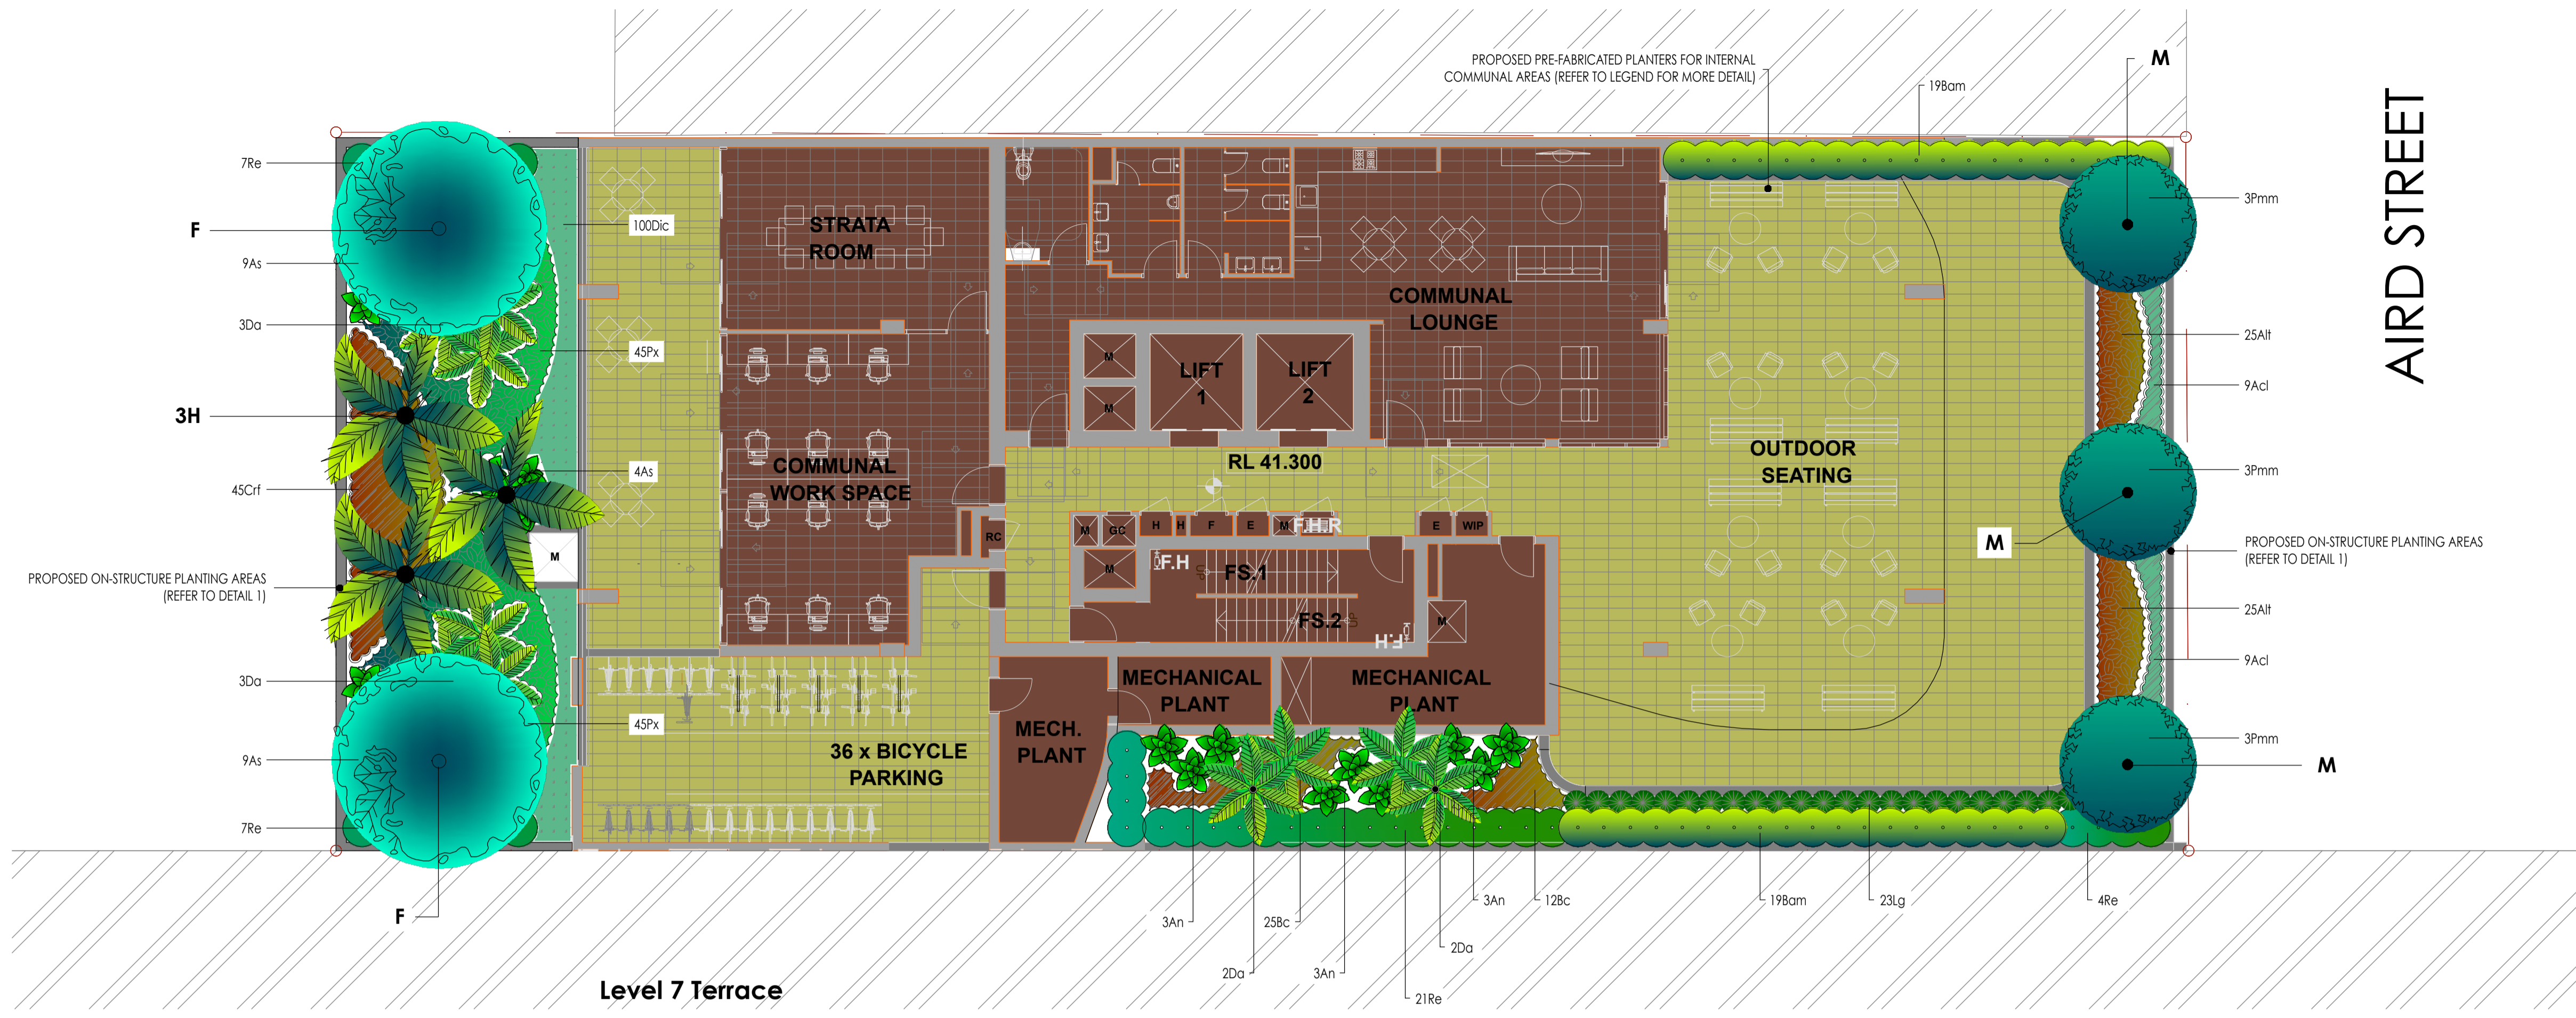 PROPOSED PRE-FABRICATED PLANTERS FOR INTERNAL
COMMUNAL AREAS (REFER TO LEGEND FOR MORE DETAIL)
M
19Bam
AIRD STREET
7Re
F
9As
3Da
3H
45Crf
PROPOSED ON-STRUCTURE PLANTING AREAS
(REFER TO DETAIL 1)
3Da
9As
7Re
F
100Dic
45Px
4As
M
45Px
STRATA
ROOM
COMMUNAL
WORK SPACE
36 x BICYCLE
PARKING
COMMUNAL
LOUNGE
M
M
LIFT
1
LIFT
2
RL 41.300
RC
M
GC
H
H
F
E
M
F.H.R
E
WIP
M
F.H
UP
FS.1
FS.2
F.H
M
MECH.
PLANT
MECHANICAL
PLANT
MECHANICAL
PLANT
OUTDOOR
SEATING
3Pmm
25Alt
9Acl
3Pmm
M
PROPOSED ON-STRUCTURE PLANTING AREAS
(REFER TO DETAIL 1)
25Alt
9Acl
3Pmm
M
3An
25Bc
3An
12Bc
19Bam
23Lg
4Re
2Da
3An
2Da
21Re
Level 7 Terrace